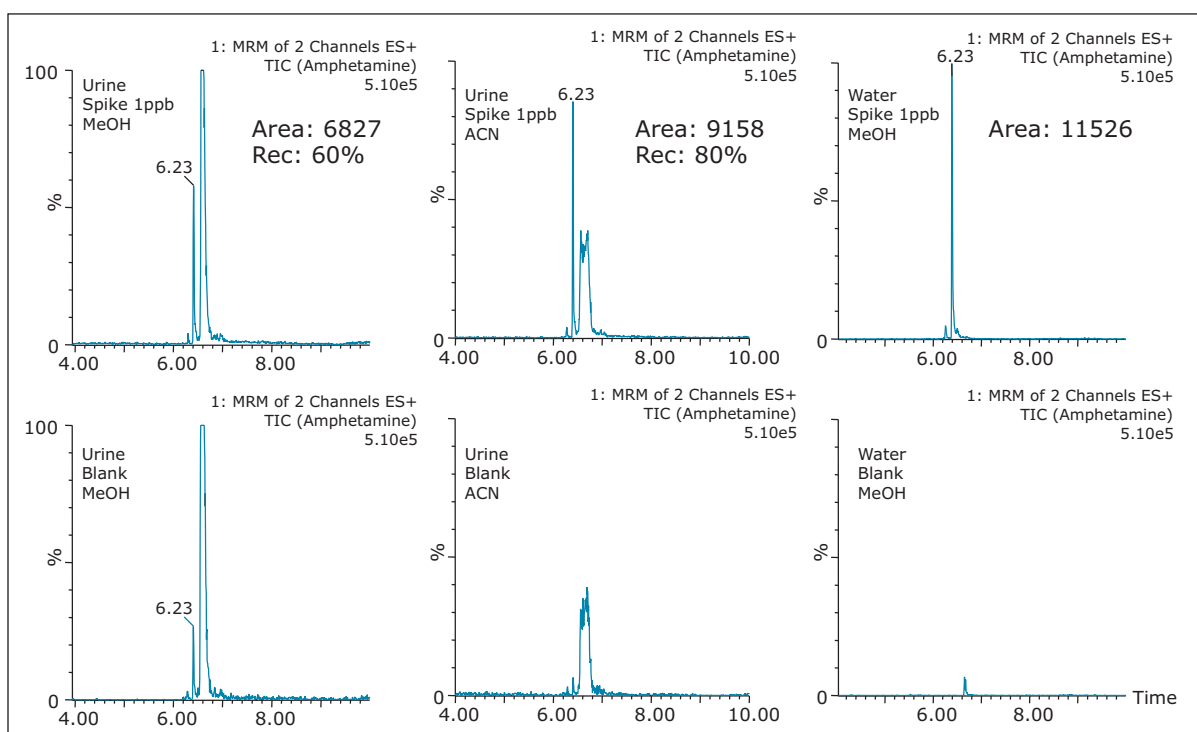 1: MRM of 2 Channels ES+
TIC (Amphetamine)
5.10e5
100
Urine
Spike 1ppb
MeOH
Area: 6827
Rec: 60%
6.23
%
0
4.00 6.00 8.00
1: MRM of 2 Channels ES+
TIC (Amphetamine)
5.10e5
Urine
Spike 1ppb
ACN
6.23
Area: 9158
Rec: 80%
%
0
4.00 6.00 8.00 10.00
1: MRM of 2 Channels ES+
TIC (Amphetamine)
5.10e5
6.23
Water
Spike 1ppb
MeOH
Area: 11526
%
0
6.00 8.00
1: MRM of 2 Channels ES+
TIC (Amphetamine)
5.10e5
100
Urine
Blank
MeOH
%
6.23
0
4.00 6.00 8.00
1: MRM of 2 Channels ES+
TIC (Amphetamine)
5.10e5
Urine
Blank
ACN
%
0
4.00 6.00 8.00 10.00
1: MRM of 2 Channels ES+
TIC (Amphetamine)
5.10e5
Water
Blank
MeOH
%
0
Time
6.00 8.00